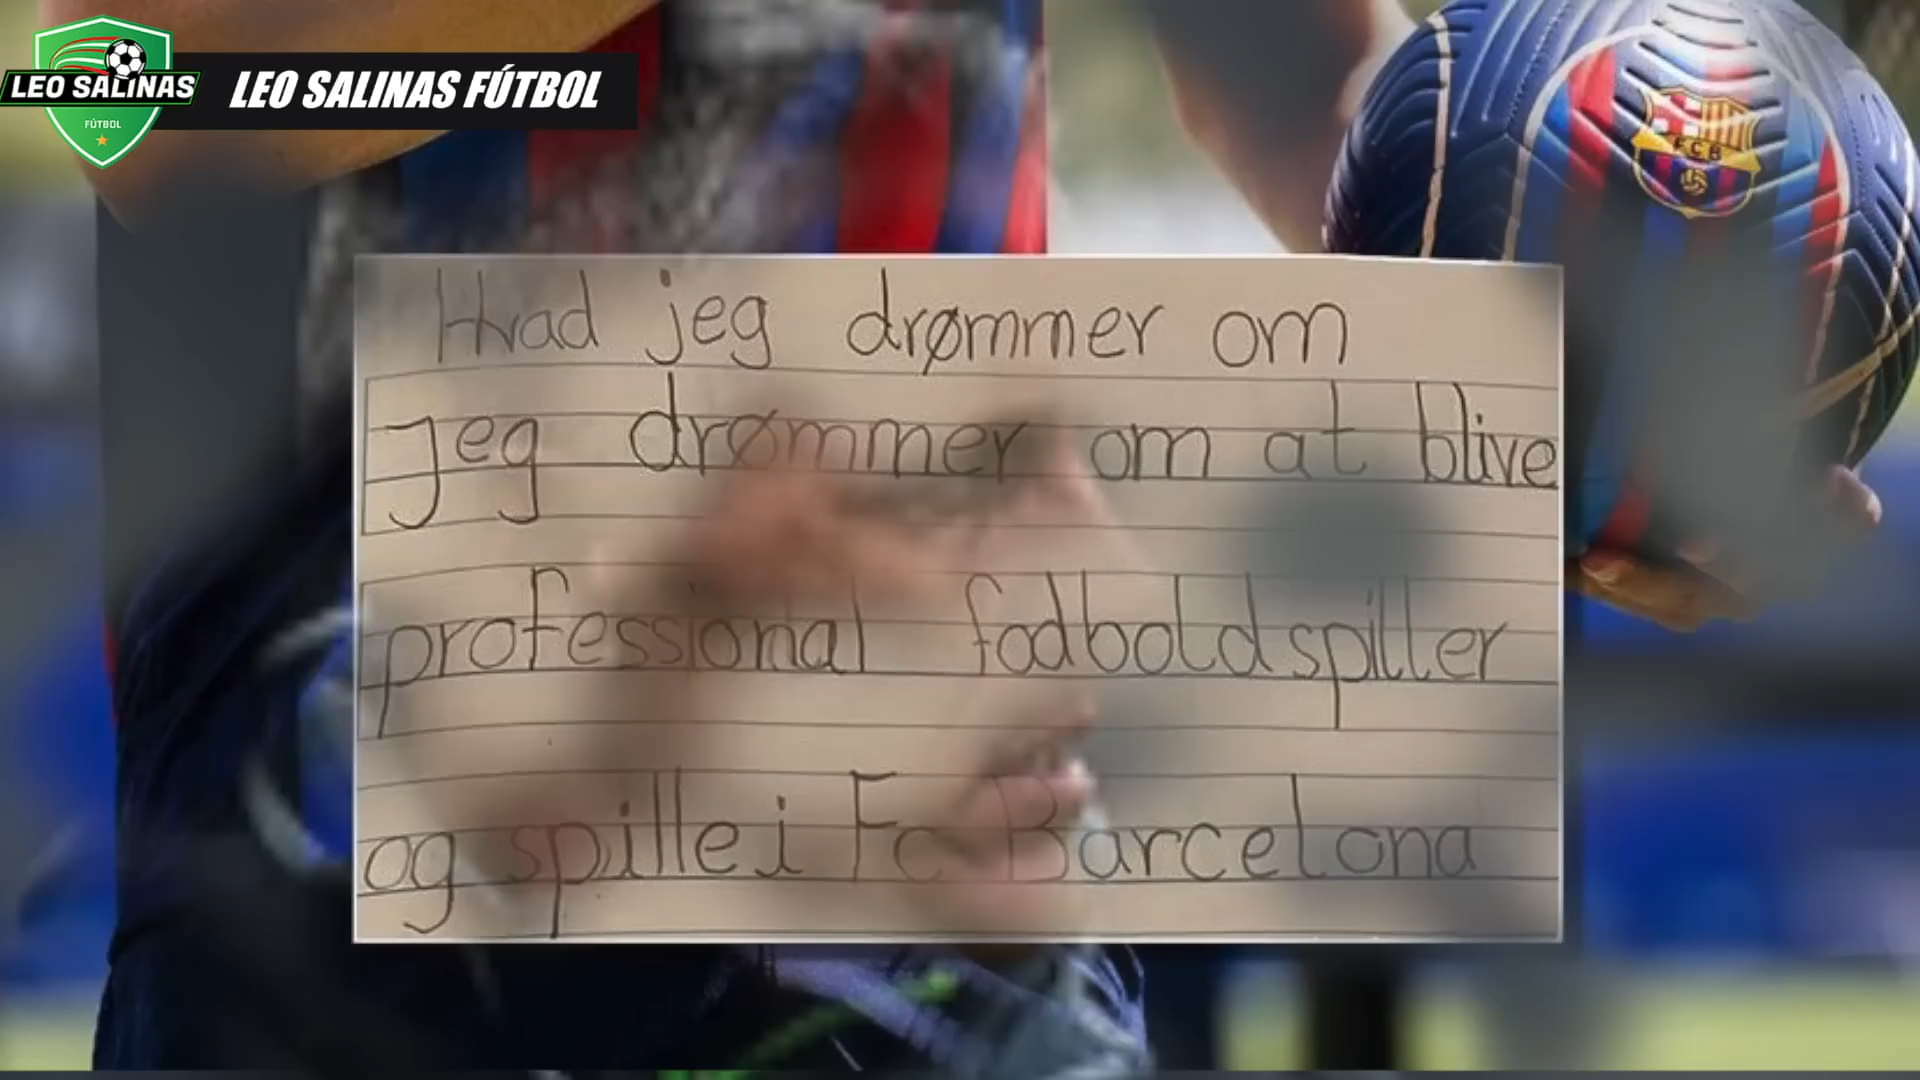 LEO SALINAS
FÚTBOL
LEO SALINAS FÚTBOL
F C B
Hvad jeg drømmer om
Jeg drømmer om at blive
professional fodboldspiller
og spille i Fc Barcelona